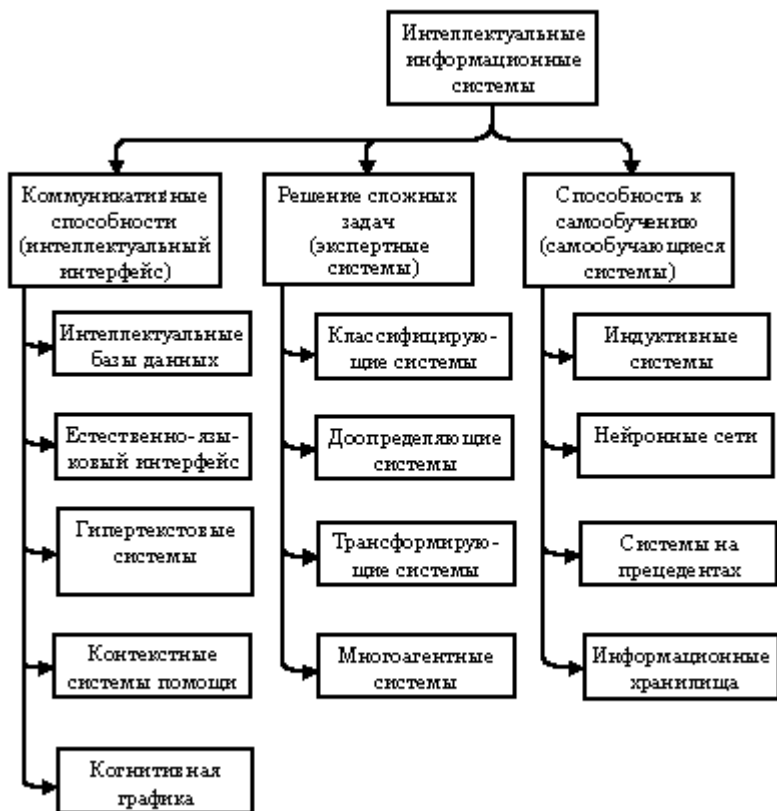 Интеллектуальные
информационные
системы
Коммуникативные
способности
(интеллектуальный
интерфейс)
Решение сложных
задач
(экспертные
системы)
Способность к
самообучению
(самообучающиеся
системы)
Интеллектуальные
базы данных
Естественно-язы-
ковый интерфейс
Гипертекстовые
системы
Контекстные
системы помощи
Когнитивная
графика
Классифицирую-
щие системы
Доопределяющие
системы
Трансформирую-
щие системы
Многоагентные
системы
Индуктивные
системы
Нейронные сети
Системы на
прецедентах
Информационные
хранилища